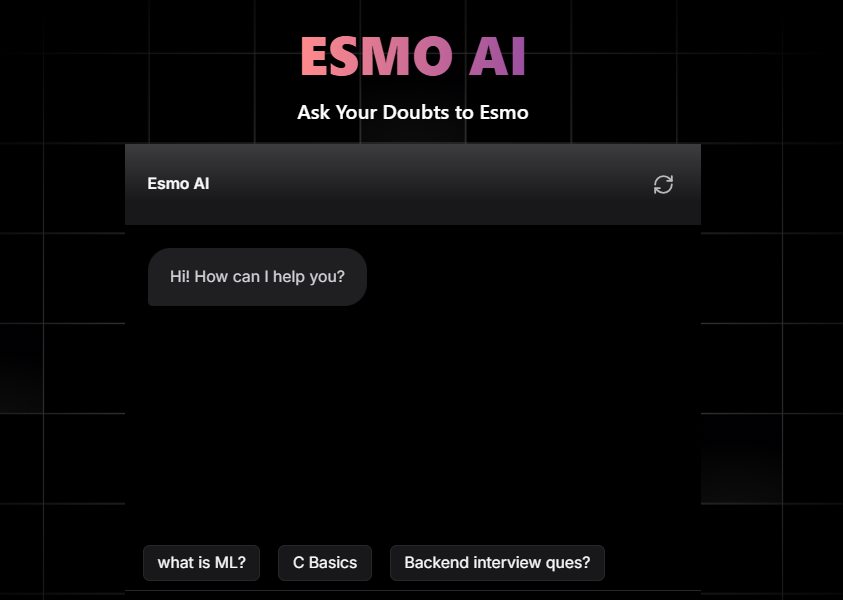 ESMO AI
Ask Your Doubts to Esmo
Esmo AI
Hi! How can I help you?
what is ML? C Basics Backend interview ques?